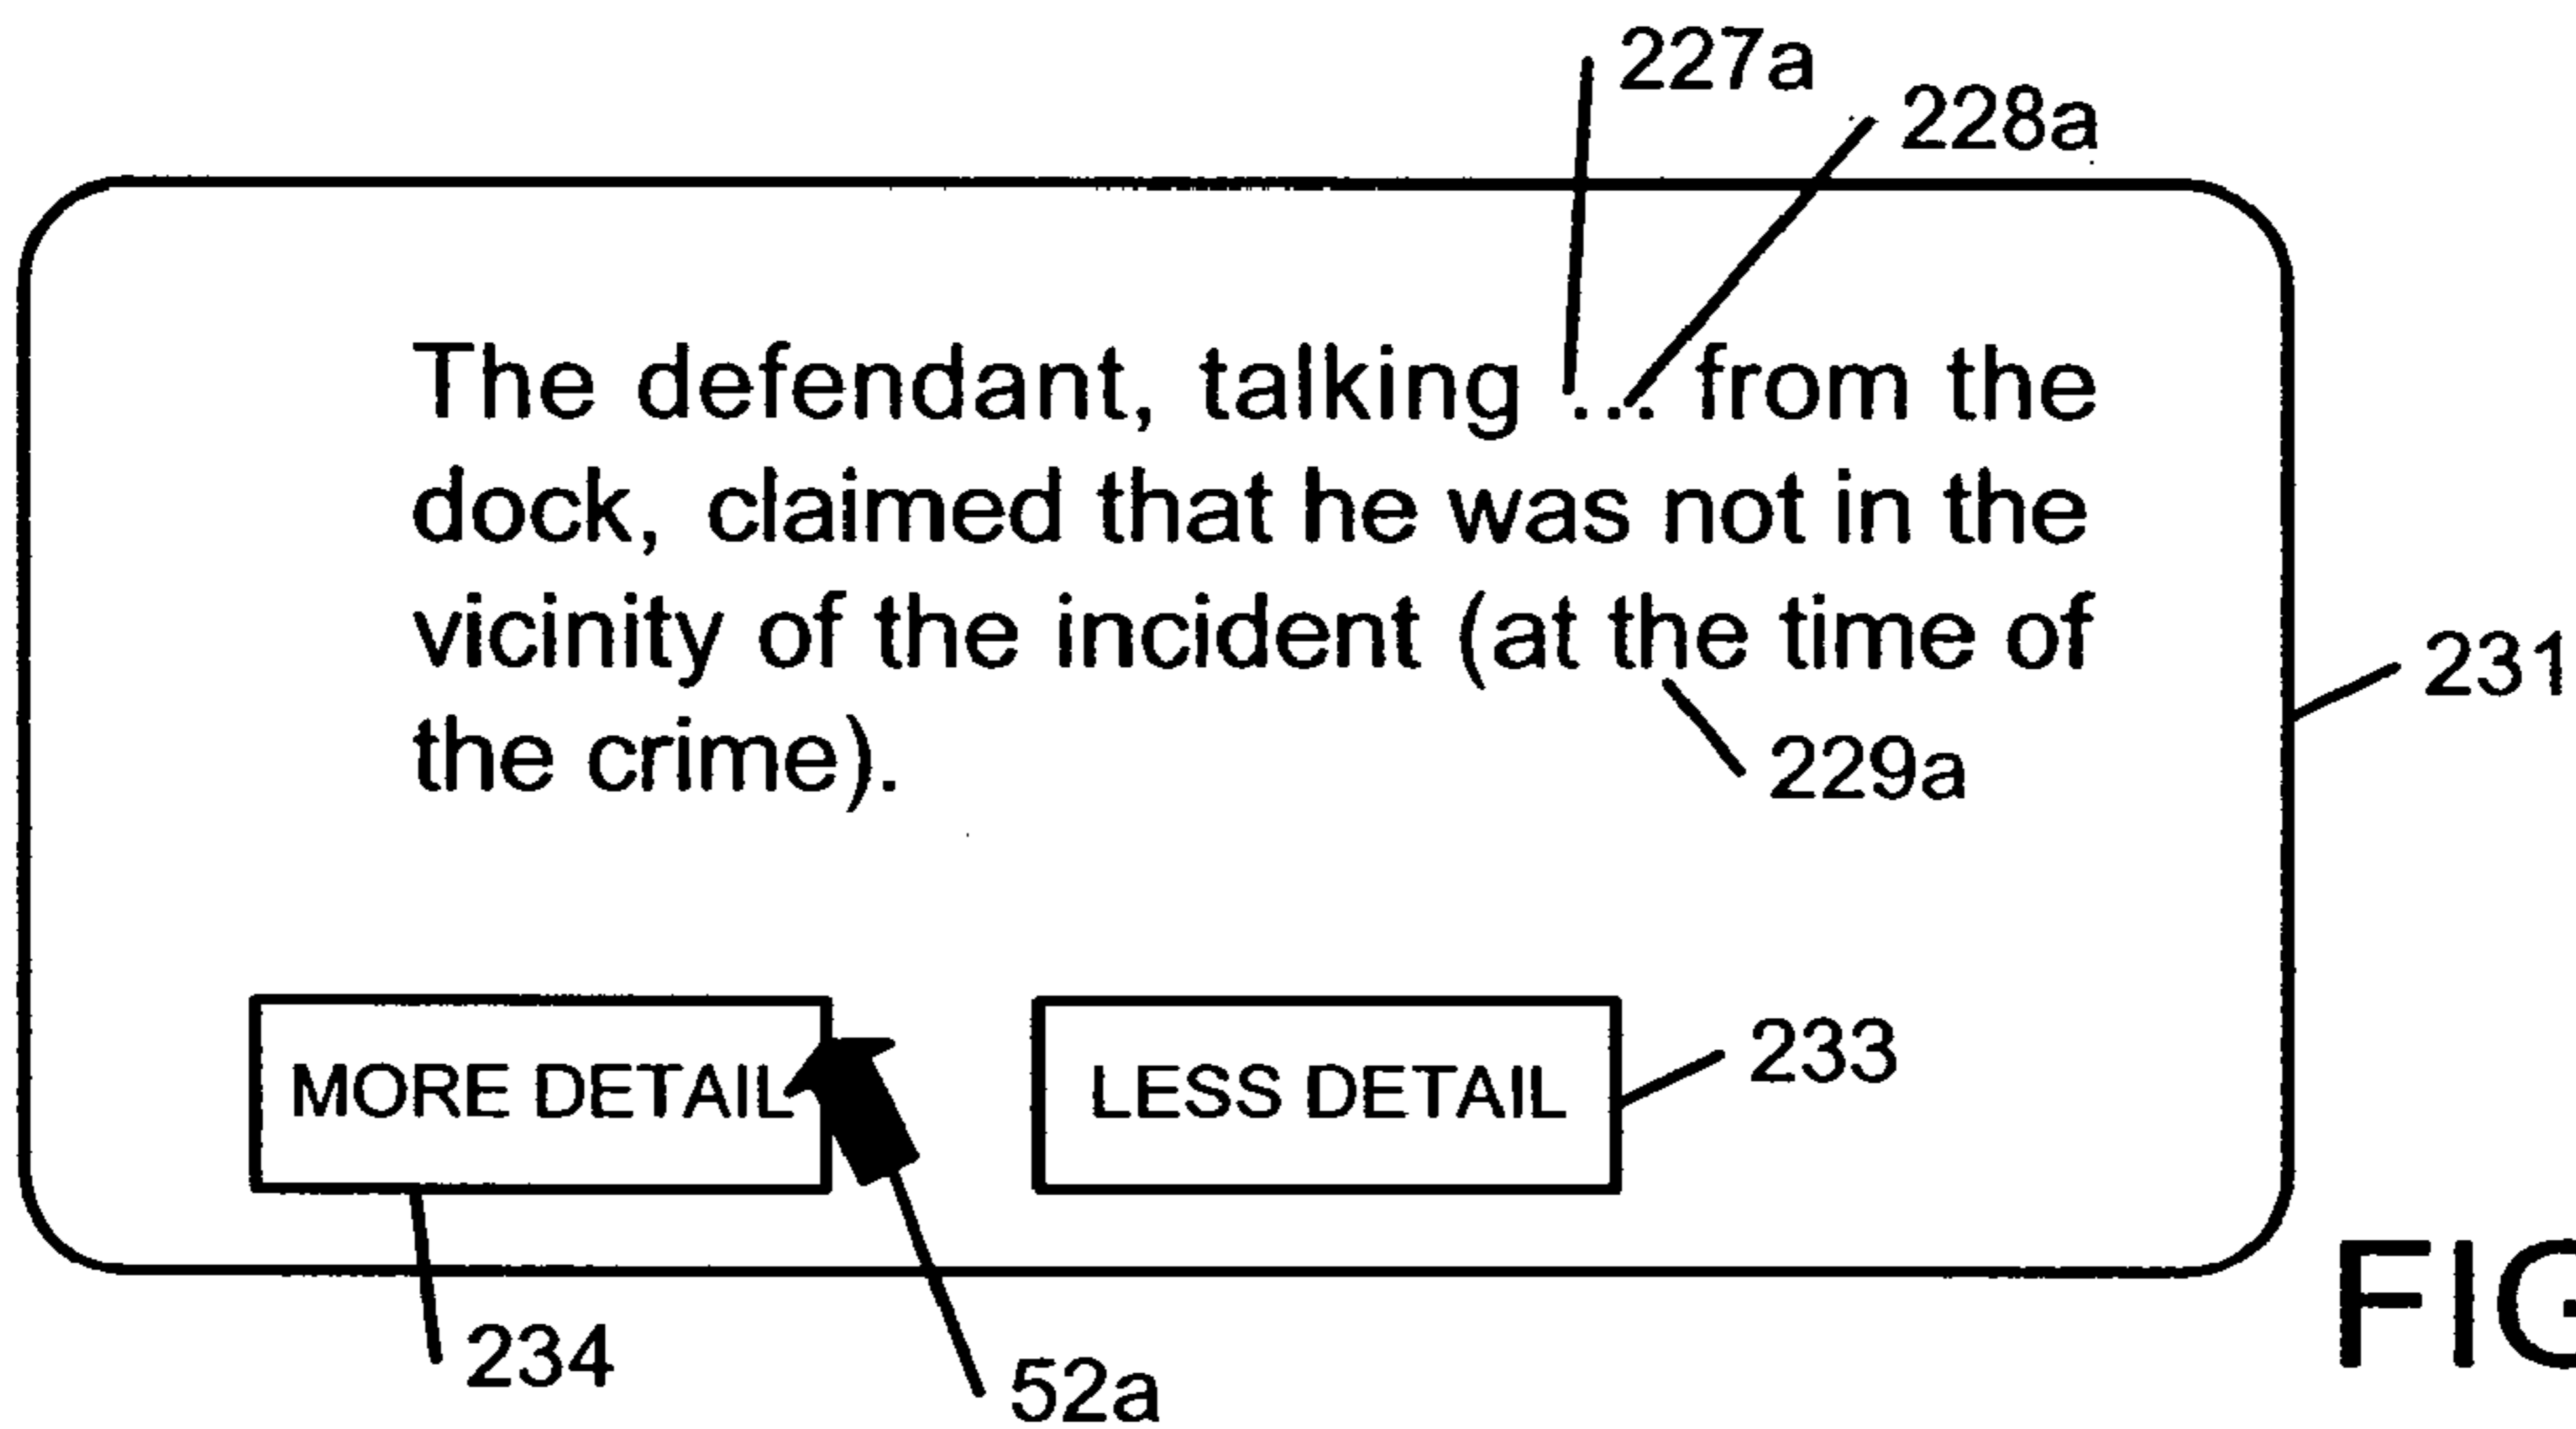 227a
228a
The defendant, talking ... from the
dock, claimed that he was not in the
vicinity of the incident (at the time of
the crime).
231
229a
MORE DETAIL
LESS DETAIL
233
234
52a
FIG